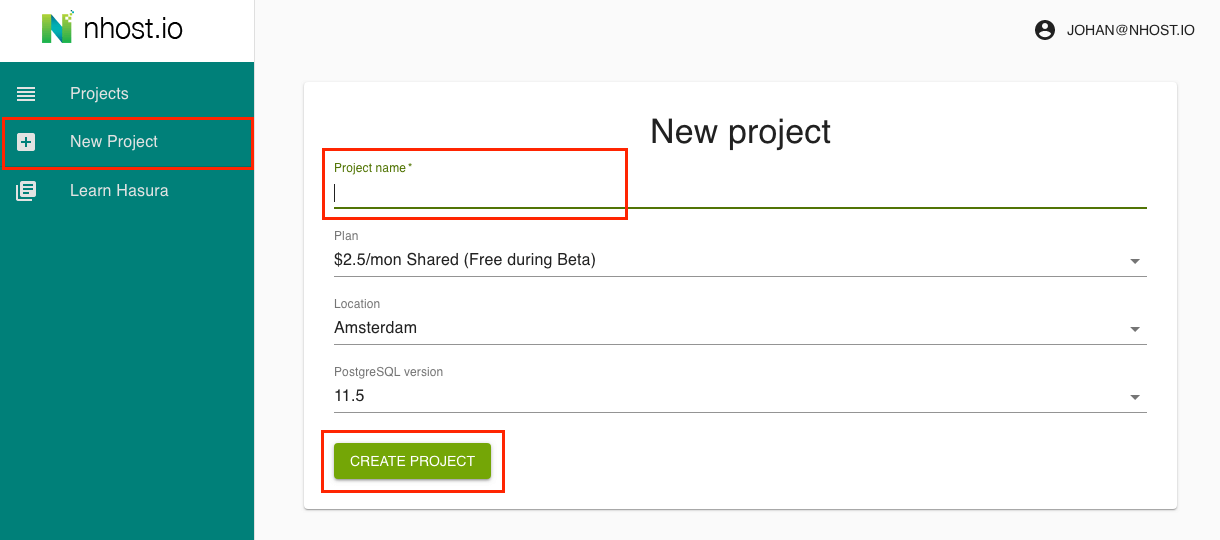 nhost.io
JOHAN@NHOST.IO
Projects
New Project
Learn Hasura
New project
Project name *
Plan
$2.5/mon Shared (Free during Beta)
Location
Amsterdam
PostgreSQL version
11.5
CREATE PROJECT